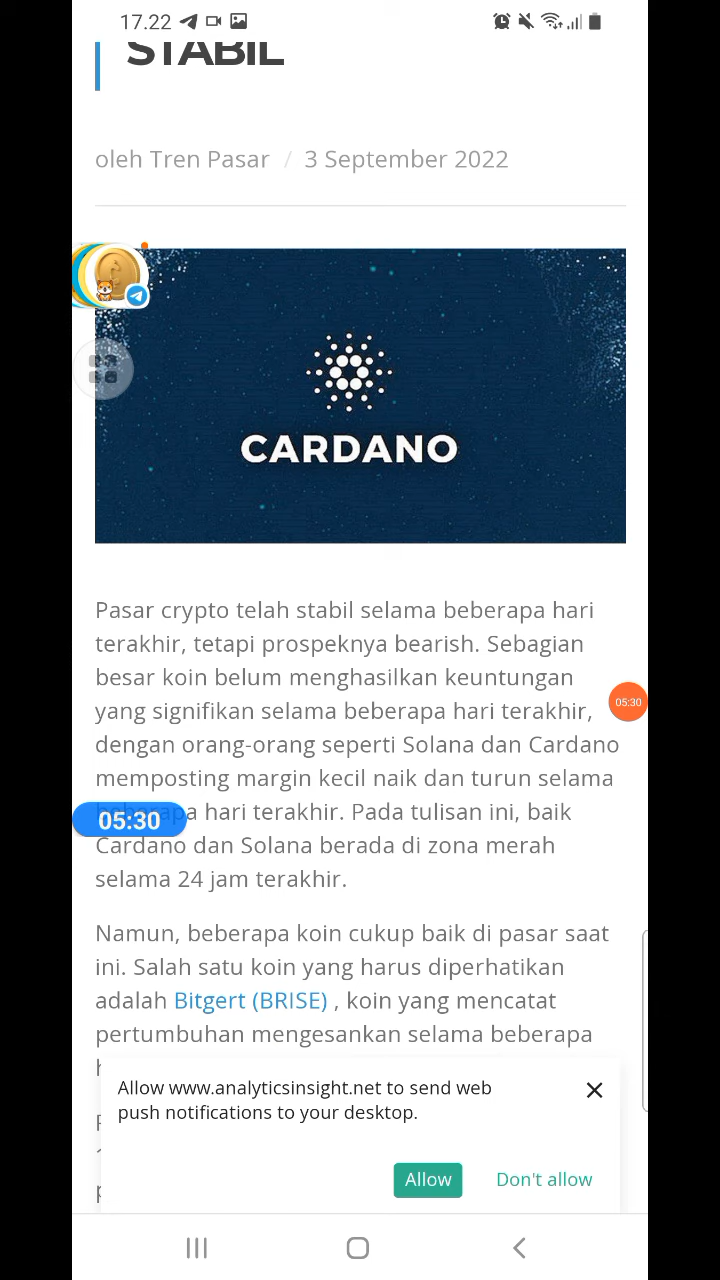 17.22
STABIL
oleh Tren Pasar / 3 September 2022
CARDANO
Pasar crypto telah stabil selama beberapa hari
terakhir, tetapi prospeknya bearish. Sebagian
besar koin belum menghasilkan keuntungan
yang signifikan selama beberapa hari terakhir,
05:30
dengan orang-orang seperti Solana dan Cardano
memposting margin kecil naik dan turun selama
beberapa hari terakhir. Pada tulisan ini, baik
05:30
Cardano dan Solana berada di zona merah
selama 24 jam terakhir.
Namun, beberapa koin cukup baik di pasar saat
ini. Salah satu koin yang harus diperhatikan
adalah Bitgert (BRISE) , koin yang mencatat
pertumbuhan mengesankan selama beberapa
Allow www.analyticsinsight.net to send web
push notifications to your desktop.
Allow
Don't allow